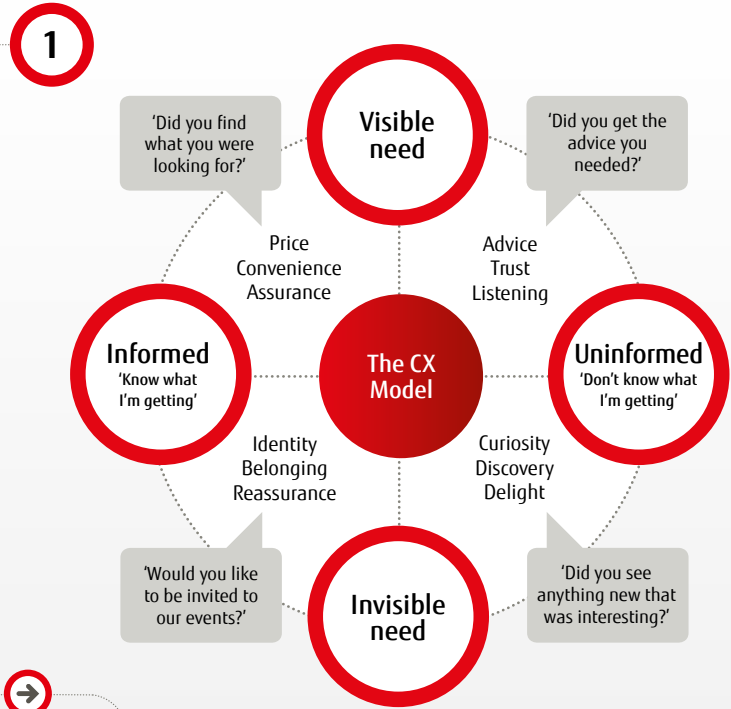 1
Visible
need
‘Did you find
what you were
looking for?’
‘Did you get the
advice you
needed?’
Price
Convenience
Assurance
Advice
Trust
Listening
Informed
‘Know what
I’m getting’
The CX
Model
Uninformed
‘Don’t know what
I’m getting’
Identity
Belonging
Reassurance
Curiosity
Discovery
Delight
‘Would you like
to be invited to
our events?’
Invisible
need
‘Did you see
anything new that
was interesting?’